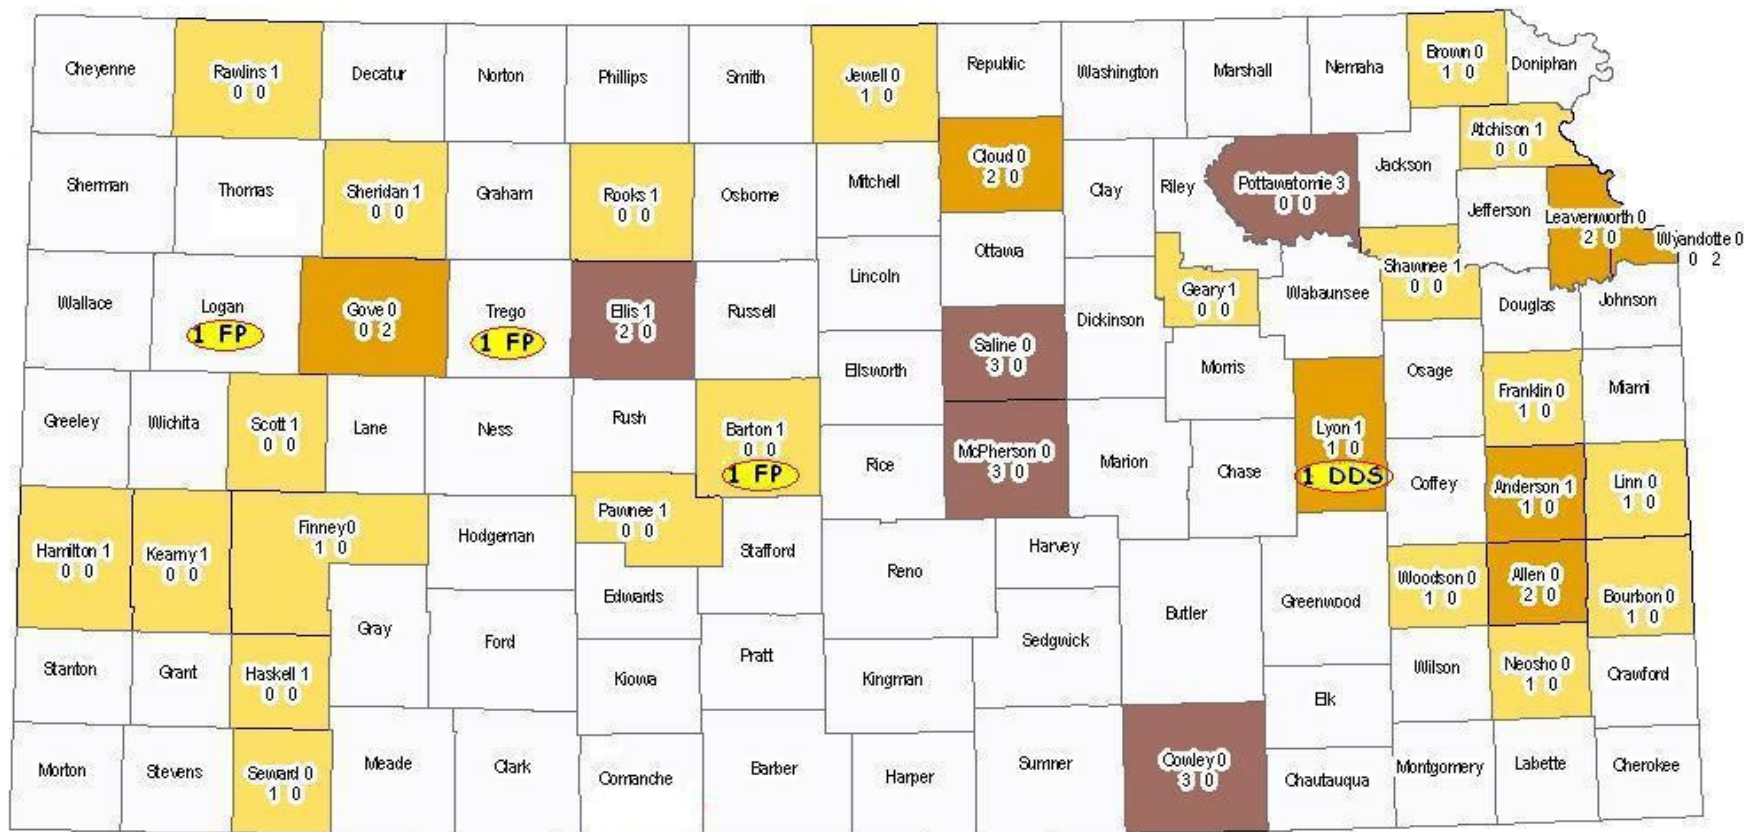 Cheyenne
Rawlins 1
0 0
Decatur
Norton
Phillips
Smith
Jewell 0
1 0
Republic
Washington
Marshall
Nemaha
Brown 0
1 0
Doniphan
Atchison 1
0 0
Sherman
Thomas
Sheridan 1
0 0
Graham
Rooks 1
0 0
Osborne
Mitchell
Cloud 0
2 0
Clay
Riley
Pottawatomie 3
0 0
Jackson
Jefferson
Leavenworth 0
2 0
Wyandotte 0
0 2
Wallace
Logan
1 FP
Gove 0
0 2
Trego
1 FP
Ellis 1
2 0
Russell
Lincoln
Ottawa
Dickinson
Geary 1
0 0
Wabaunsee
Shawnee 1
0 0
Douglas
Johnson
Ellsworth
Saline 0
3 0
Morris
Osage
Franklin 0
1 0
Miami
Greeley
Wichita
Scott 1
0 0
Lane
Ness
Rush
Barton 1
0 0
1 FP
Rice
McPherson 0
3 0
Marion
Chase
Lyon 1
1 0
1 DDS
Coffey
Anderson 1
1 0
Linn 0
1 0
Hamilton 1
0 0
Kearny 1
0 0
Finney 0
1 0
Hodgeman
Pawnee 1
0 0
Stafford
Edwards
Reno
Harvey
Butler
Greenwood
Woodson 0
1 0
Allen 0
2 0
Bourbon 0
1 0
Gray
Ford
Sedgwick
Stanton
Grant
Haskell 1
0 0
Kiowa
Pratt
Kingman
Elk
Wilson
Neosho 0
1 0
Crawford
Morton
Stevens
Seward 0
1 0
Meade
Clark
Comanche
Barber
Harper
Sumner
Cowley 0
3 0
Chautauqua
Montgomery
Labette
Cherokee